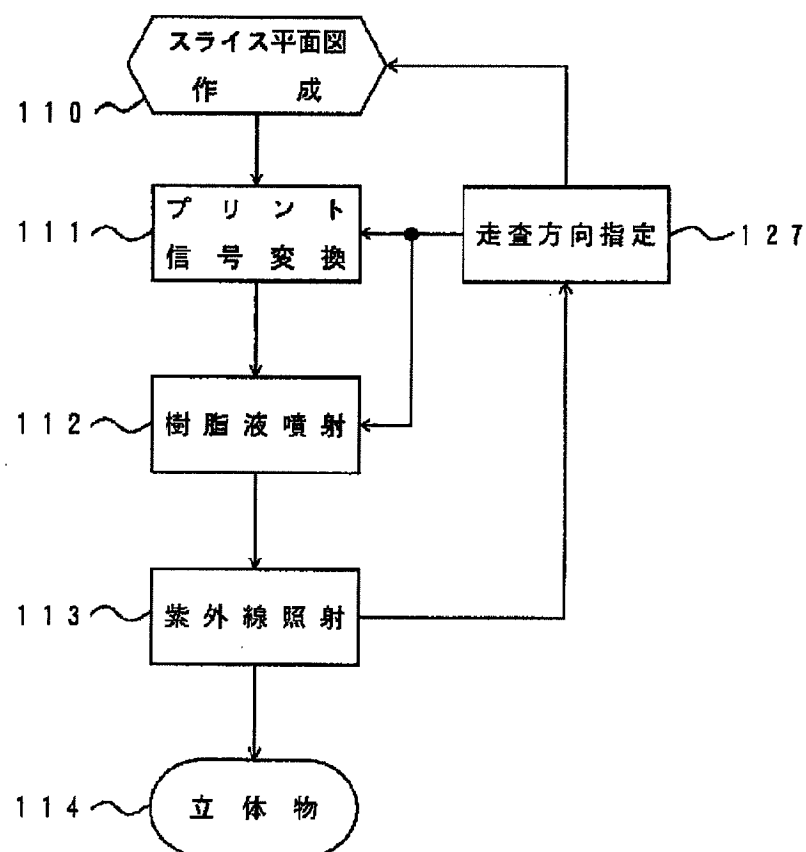 スライス平面図
作成
110
プリント
信号変換
111
走査方向指定
127
樹脂液噴射
112
紫外線照射
113
立体物
114